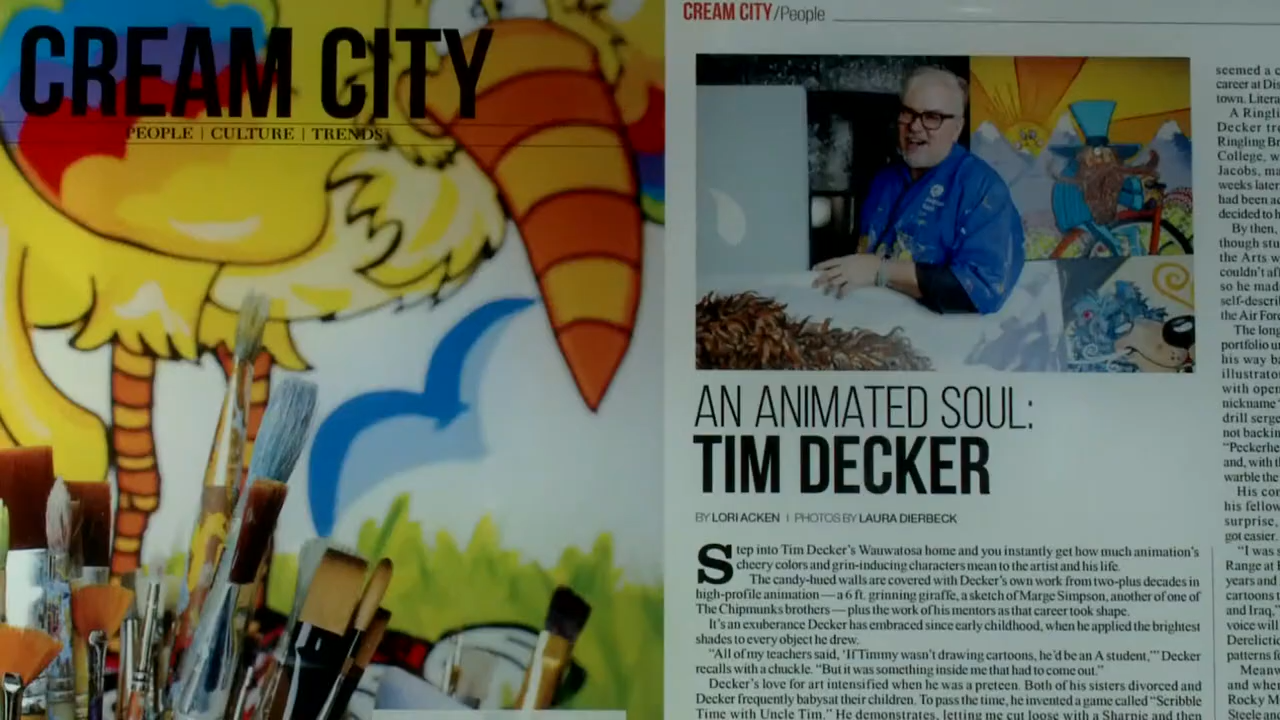 CREAM CITY
PEOPLE | CULTURE | TRENDS
CREAM CITY/People
AN ANIMATED SOUL:
TIM DECKER
BY LORI ACKEN | PHOTOS BY LAURA DIERBECK
Step into Tim Decker's Wauwatosa home and you instantly get how much animation's
cheery colors and grin-inducing characters mean to the artist and his life.
The candy-hued walls are covered with Decker's own work from two-plus decades in
high-profile animation — a 6 ft. grinning giraffe, a sketch of Marge Simpson, another of one of
The Chipmunks brothers — plus the work of his mentors as that career took shape.
It's an exuberance Decker has embraced since early childhood, when he applied the brightest
shades to every object he drew.
"All of my teachers said, 'If Timmy wasn't drawing cartoons, he'd be an A student,'" Decker
recalls with a chuckle. "But it was something inside me that had to come out."
Decker's love for art intensified when he was a preteen. Both of his sisters divorced and
Decker frequently babysat their children. To pass the time, he invented a game called "Scribble
Time with Uncle Tim." He demonstrates, letting me cut loose with a Sharpie and then
seemed a c
career at Dis
town. Litera
A Ringli
Decker tra
Ringling Br
College, w
Jacobs, ma
weeks later
had been ac
decided to h
By then,
though stu
the Arts w
couldn't aff
so he mad
self-descri
the Air For
The long
portfolio u
his way b
illustrato
with open
nickname
drill serge
not backin
"Peckerhe
and, with t
warble the
His co
his fellow
surprise,
got easier.
"I was
Range at
years and
cartoons
and Iraq.
voice will
Derelictio
patterns f
Meanw
and whe
Rocky M
Steele an